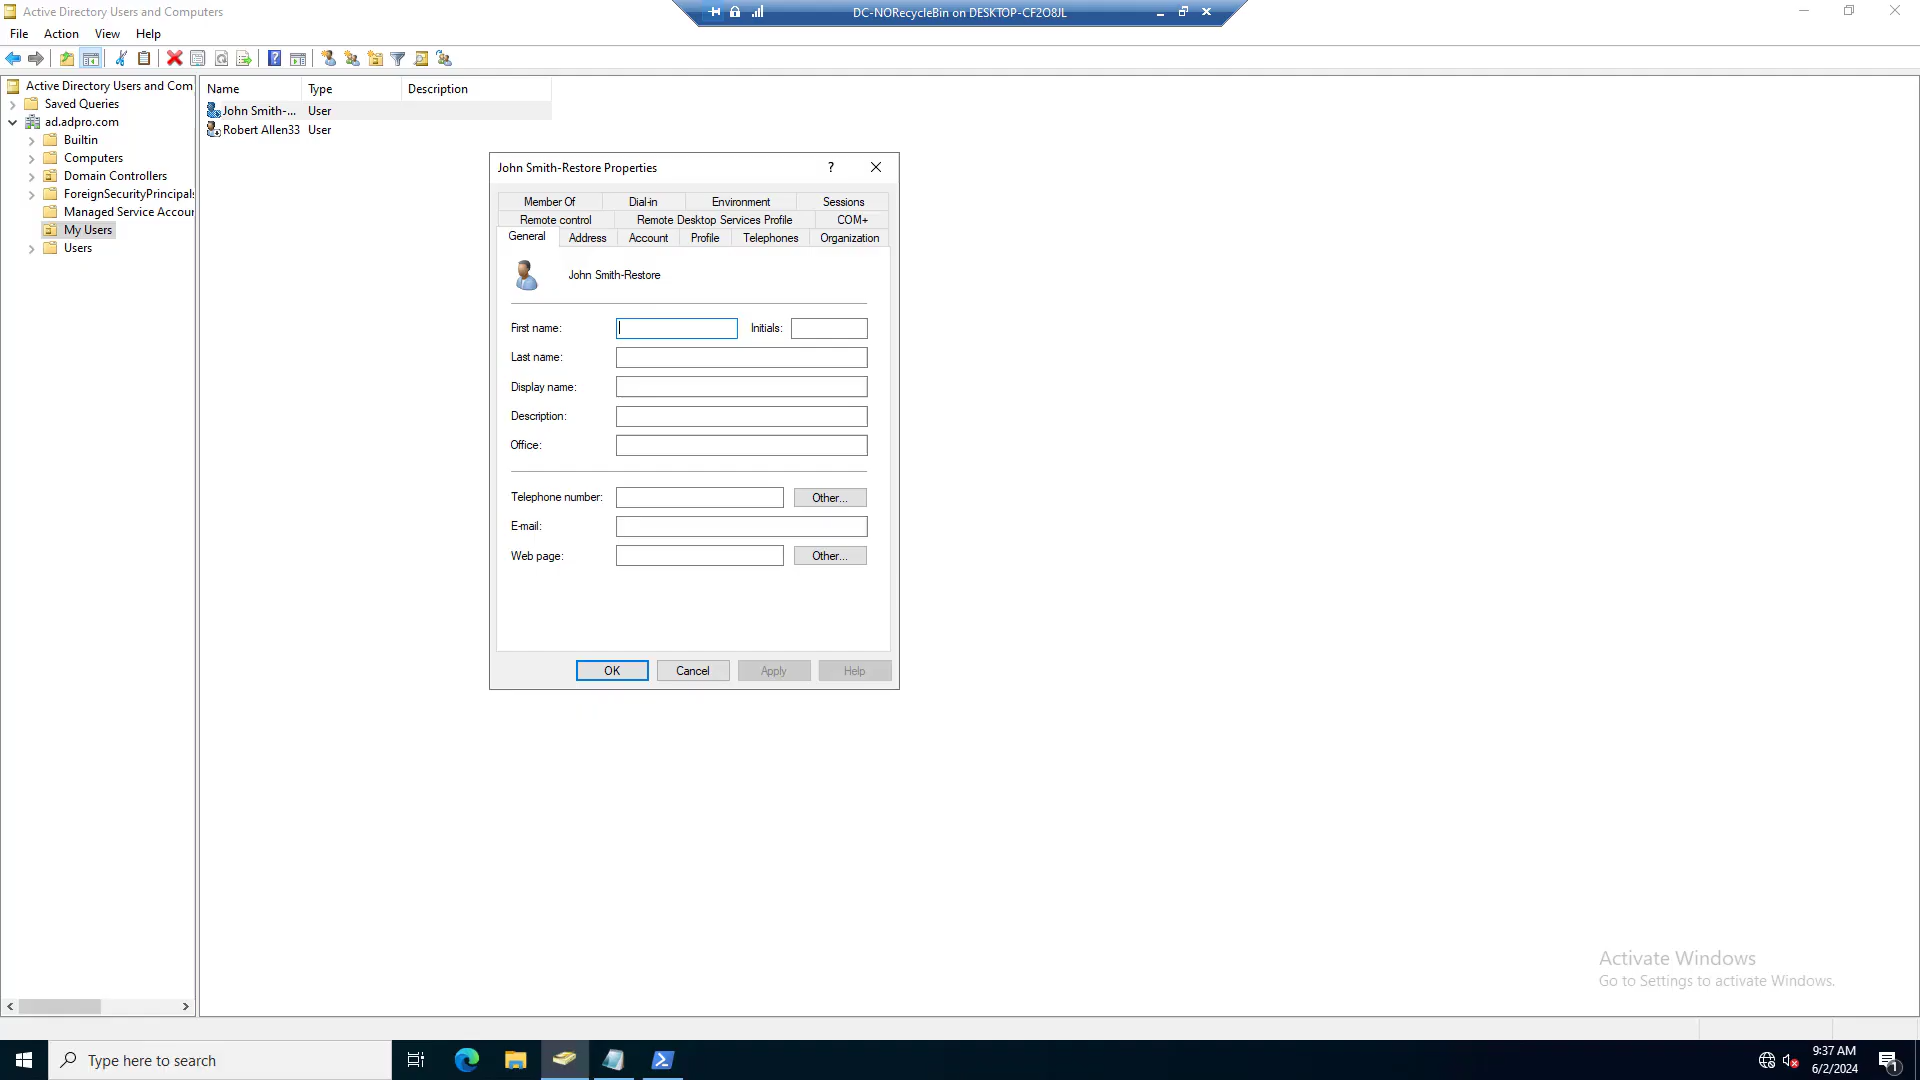 Active Directory Users and Computers
DC-NORecycleBin on DESKTOP-CF2O8JL
File Action View Help
Active Directory Users and Com
Saved Queries
ad.adpro.com
Builtin
Computers
Domain Controllers
ForeignSecurityPrincipals
Managed Service Accour
My Users
Users
Name Type Description
John Smith-... User
Robert Allen33 User
John Smith-Restore Properties
Member Of Dial-in Environment Sessions
Remote control Remote Desktop Services Profile COM+
General Address Account Profile Telephones Organization
John Smith-Restore
First name: Initials:
Last name:
Display name:
Description:
Office:
Telephone number: Other...
E-mail:
Web page: Other...
OK Cancel Apply Help
Activate Windows
Go to Settings to activate Windows.
Type here to search
9:37 AM
6/2/2024
1